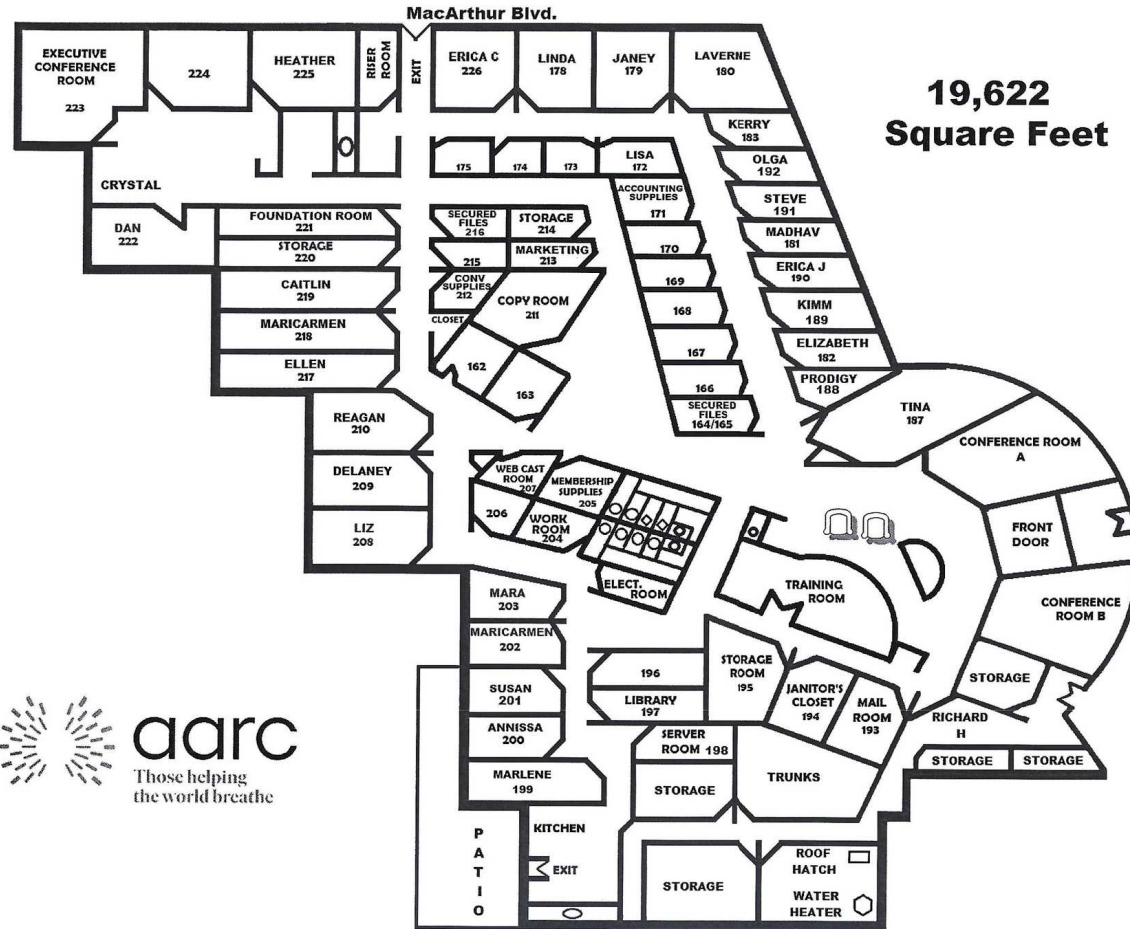 MacArthur Blvd.
19,622
Square Feet
EXECUTIVE
CONFERENCE
ROOM
223
224
HEATHER
225
RISER
ROOM
EXIT
ERICA C
226
LINDA
178
JANEY
179
LAVERNE
180
KERRY
183
OLGA
192
STEVE
191
MADHAV
181
ERICA J
190
KIMM
189
ELIZABETH
182
PRODIGY
188
175
174
173
LISA
172
ACCOUNTING
SUPPLIES
171
170
169
168
167
166
SECURED
FILES
164/165
CRYSTAL
DAN
222
FOUNDATION ROOM
221
STORAGE
220
CAITLIN
219
MARICARMEN
218
ELLEN
217
SECURED
FILES
216
STORAGE
214
215
MARKETING
213
CONV
SUPPLIES
212
COPY ROOM
211
CLOSET
162
163
REAGAN
210
DELANEY
209
LIZ
208
WEB CAST
ROOM
207
MEMBERSHIP
SUPPLIES
205
206
WORK
ROOM
204
ELECT.
ROOM
TINA
187
CONFERENCE ROOM
A
FRONT
DOOR
CONFERENCE
ROOM B
TRAINING
ROOM
STORAGE
RICHARD
H
STORAGE
STORAGE
MARA
203
MARICARMEN
202
SUSAN
201
ANNISSA
200
MARLENE
199
196
LIBRARY
197
STORAGE
ROOM
195
JANITOR'S
CLOSET
194
MAIL
ROOM
193
SERVER
ROOM 198
STORAGE
TRUNKS
KITCHEN
EXIT
PATIO
STORAGE
ROOF
HATCH
WATER
HEATER
aarc
Those helping
the world breathe